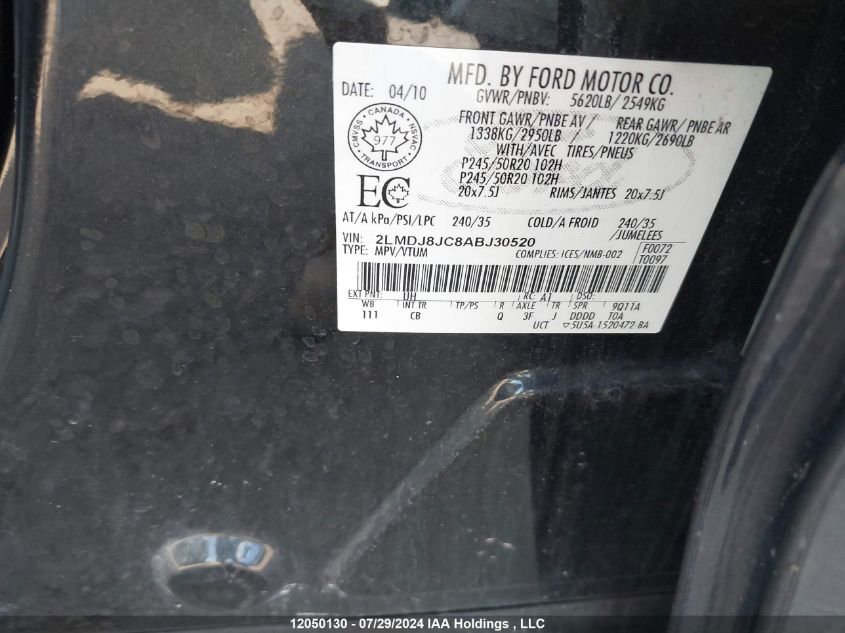 MFD. BY FORD MOTOR CO.
DATE: 04/10
GVWR/PNBV: 5620LB/2549KG
FRONT GAWR/PNBE AV / REAR GAWR/PNBE AR
1338KG/2950LB 1220KG/2690LB
WITH/AVEC TIRES/PNEUS
P245/50R20 102H
P245/50R20 102H
20x7.5J RIMS/JANTES 20x7.5J
CMVSS · CANADA · NSVAC
977
TRANSPORT
EC
AT/A kPa/PSI/LPC 240/35 COLD/A FROID 240/35
/JUMELEES
VIN: 2LMDJ8JC8ABJ30520 F0072
TYPE: MPV/VTUM COMPLIES: ICES/NMB-002 T0097
EXT PNT: UH RC: A1 DSO:
WB INT TR TP/PS R AXLE TR SPR 9Q11A
111 CB Q 3F J DDDD TOA
UCT ▽5U5A-1520472-BA
12050130 - 07/29/2024 IAA Holdings , LLC